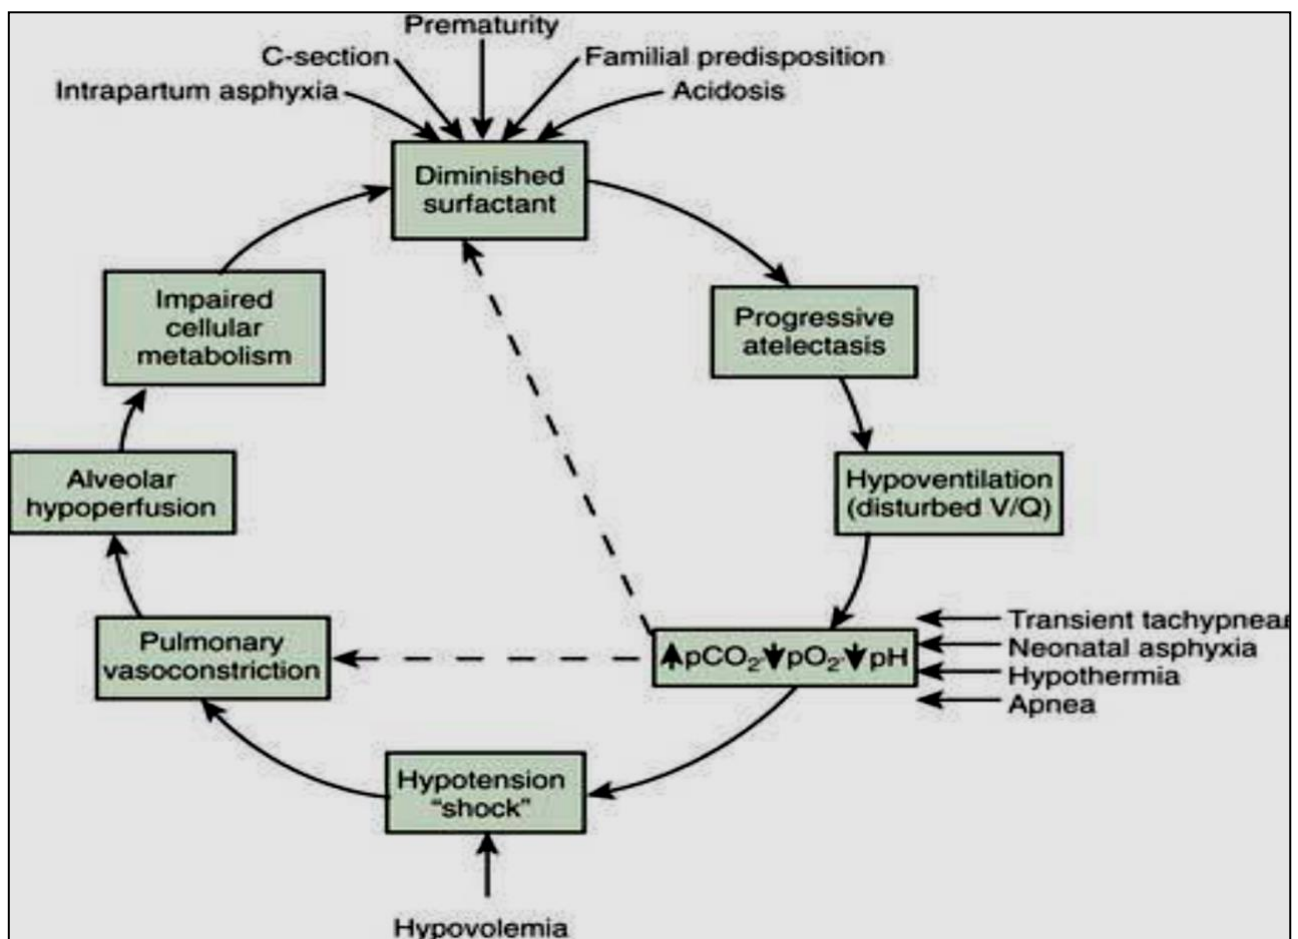 Prematurity
C-section
Familial predisposition
Intrapartum asphyxia
Acidosis
Diminished
surfactant
Progressive
atelectasis
Hypoventilation
(disturbed V/Q)
↑pCO₂ ↓pO₂ ↓pH
Transient tachypnea
Neonatal asphyxia
Hypothermia
Apnea
Hypotension
“shock”
Hypovolemia
Pulmonary
vasoconstriction
Alveolar
hypoperfusion
Impaired
cellular
metabolism